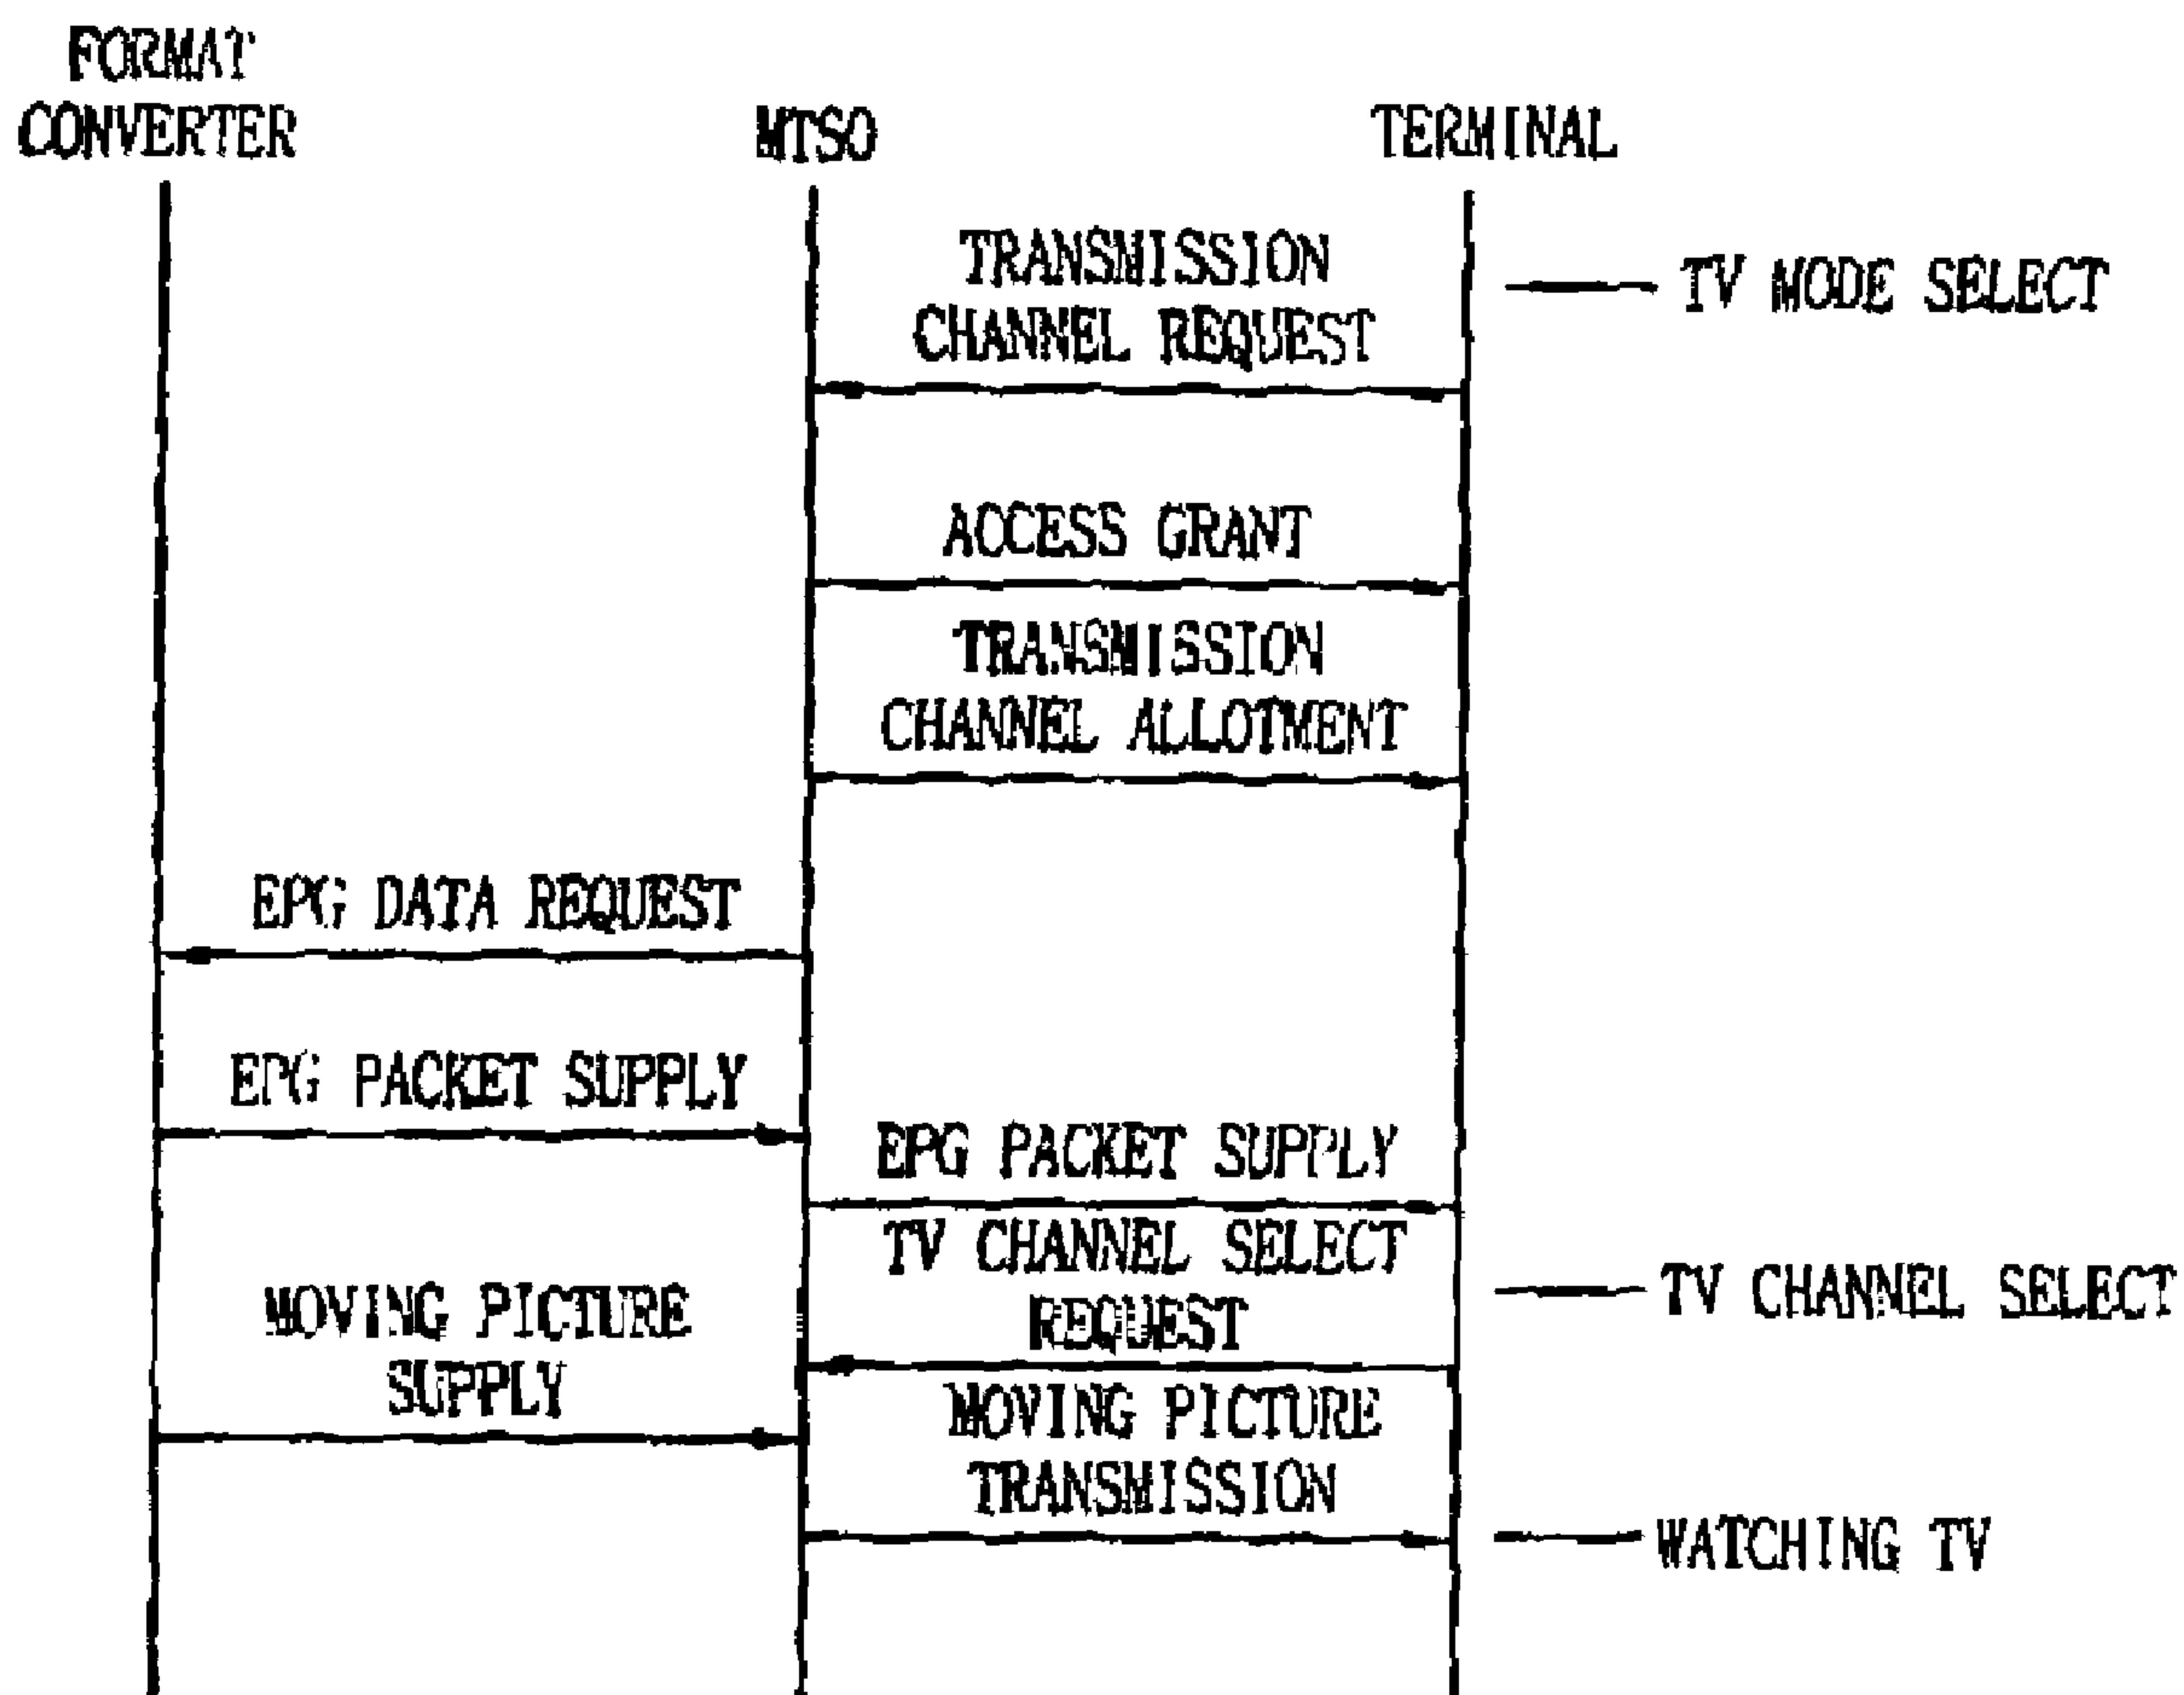 FORMAT
CONVERTER
MTSO
TERMINAL
TRANSMISSION
CHANNEL REQUEST
TV MODE SELECT
ACCESS GRANT
TRANSMISSION
CHANNEL ALLOTMENT
EPG DATA REQUEST
EPG PACKET SUPPLY
EPG PACKET SUPPLY
TV CHANNEL SELECT
REQUEST
TV CHANNEL SELECT
MOVING PICTURE
SUPPLY
MOVING PICTURE
TRANSMISSION
WATCHING TV